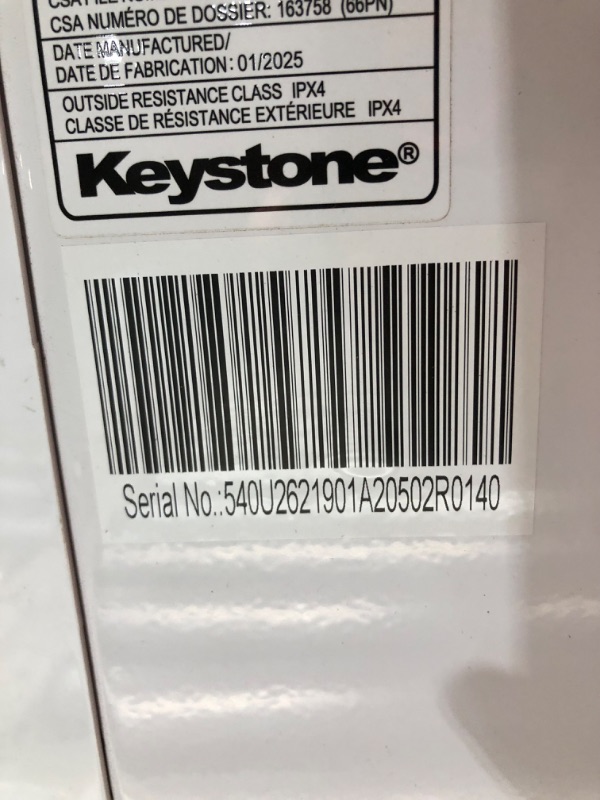 CSA NUMÉRO DE DOSSIER: 163758 (66PN)
DATE MANUFACTURED/
DATE DE FABRICATION: 01/2025
OUTSIDE RESISTANCE CLASS IPX4
CLASSE DE RÉSISTANCE EXTÉRIEURE IPX4
Keystone®
Serial No.:540U2621901A20502R0140